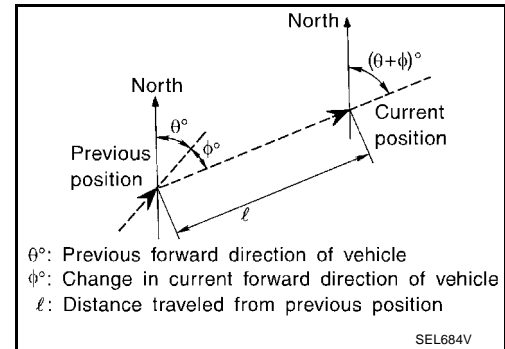 North
(θ+ϕ)°
North
θ°
ϕ°
Current
position
Previous
position
ℓ
θ°: Previous forward direction of vehicle
ϕ°: Change in current forward direction of vehicle
ℓ: Distance traveled from previous position
SEL684V